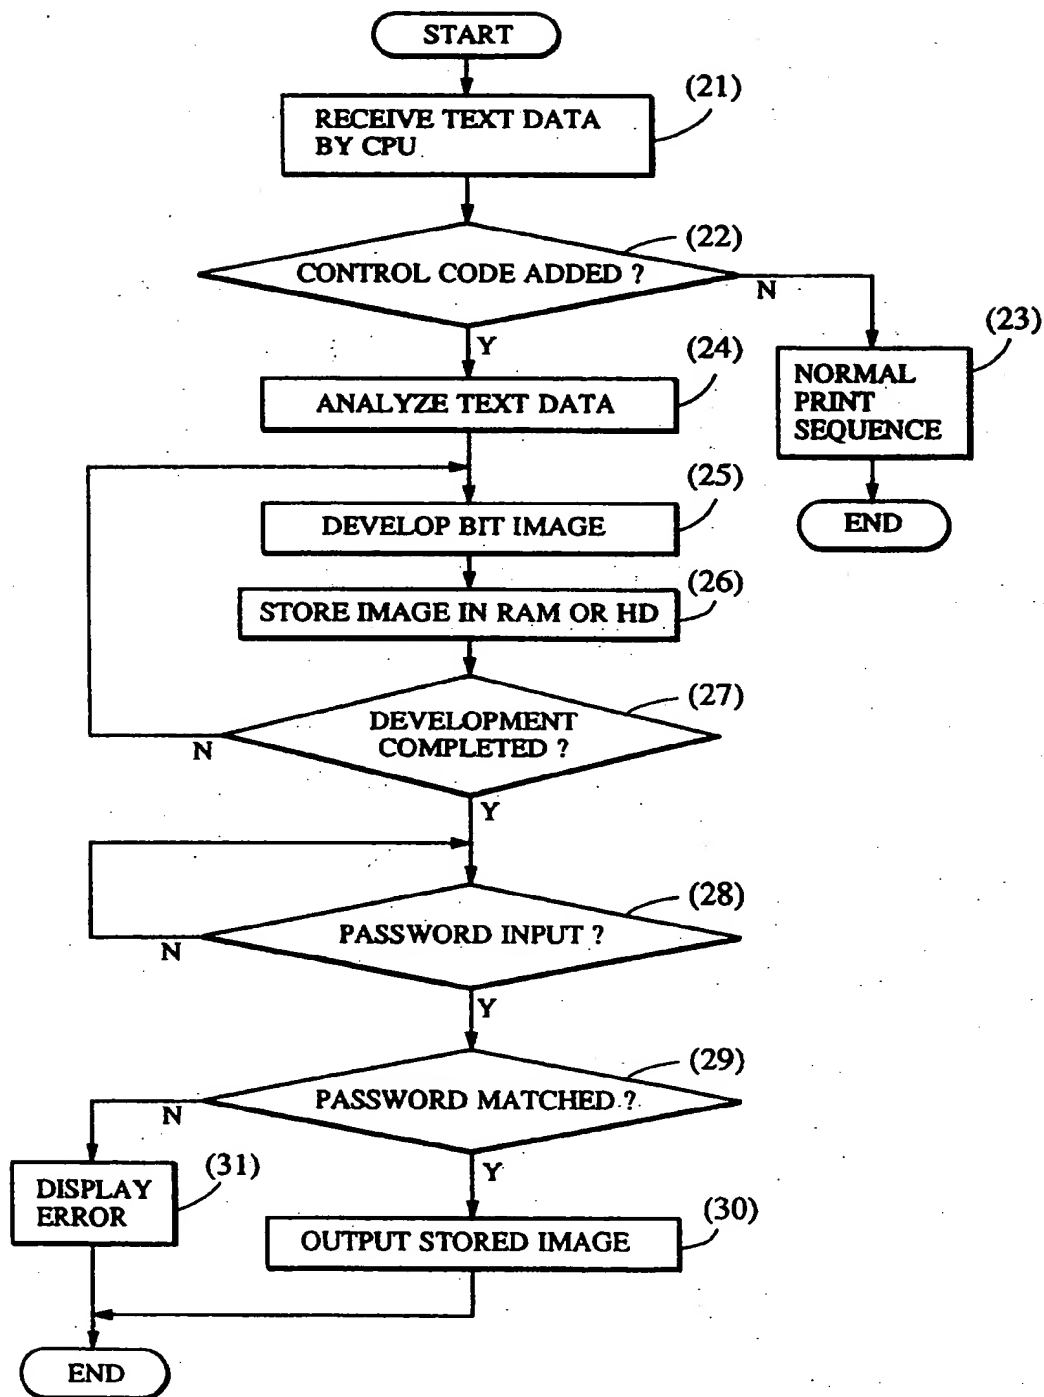 START
(21)
RECEIVE TEXT DATA
BY CPU
(22)
CONTROL CODE ADDED ?
N
Y
(23)
NORMAL
PRINT
SEQUENCE
END
(24)
ANALYZE TEXT DATA
(25)
DEVELOP BIT IMAGE
(26)
STORE IMAGE IN RAM OR HD
(27)
DEVELOPMENT
COMPLETED ?
N
Y
(28)
PASSWORD INPUT ?
N
Y
(29)
PASSWORD MATCHED ?
N
Y
(31)
DISPLAY
ERROR
(30)
OUTPUT STORED IMAGE
END